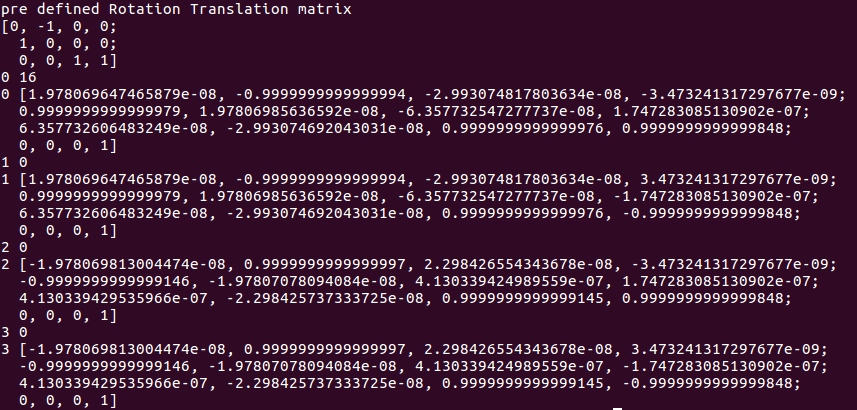 pre defined Rotation Translation matrix
[0, -1, 0, 0;
  1, 0, 0, 0;
  0, 0, 1, 1]
0 16
0 [1.978069647465879e-08, -0.9999999999999994, -2.993074817803634e-08, -3.473241317297677e-09;
  0.9999999999999979, 1.97806985636592e-08, -6.357732547277737e-08, 1.747283085130902e-07;
  6.357732606483249e-08, -2.993074692043031e-08, 0.9999999999999976, 0.9999999999999848;
  0, 0, 0, 1]
1 0
1 [1.978069647465879e-08, -0.9999999999999994, -2.993074817803634e-08, 3.473241317297677e-09;
  0.9999999999999979, 1.97806985636592e-08, -6.357732547277737e-08, -1.747283085130902e-07;
  6.357732606483249e-08, -2.993074692043031e-08, 0.9999999999999976, -0.9999999999999848;
  0, 0, 0, 1]
2 0
2 [-1.978069813004474e-08, 0.9999999999999997, 2.298426554343678e-08, -3.473241317297677e-09;
  -0.9999999999999146, -1.97807078094084e-08, 4.130339424989559e-07, 1.747283085130902e-07;
  4.130339429535966e-07, -2.298425737333725e-08, 0.9999999999999145, 0.9999999999999848;
  0, 0, 0, 1]
3 0
3 [-1.978069813004474e-08, 0.9999999999999997, 2.298426554343678e-08, 3.473241317297677e-09;
  -0.9999999999999146, -1.97807078094084e-08, 4.130339424989559e-07, -1.747283085130902e-07;
  4.130339429535966e-07, -2.298425737333725e-08, 0.9999999999999145, -0.9999999999999848;
  0, 0, 0, 1]